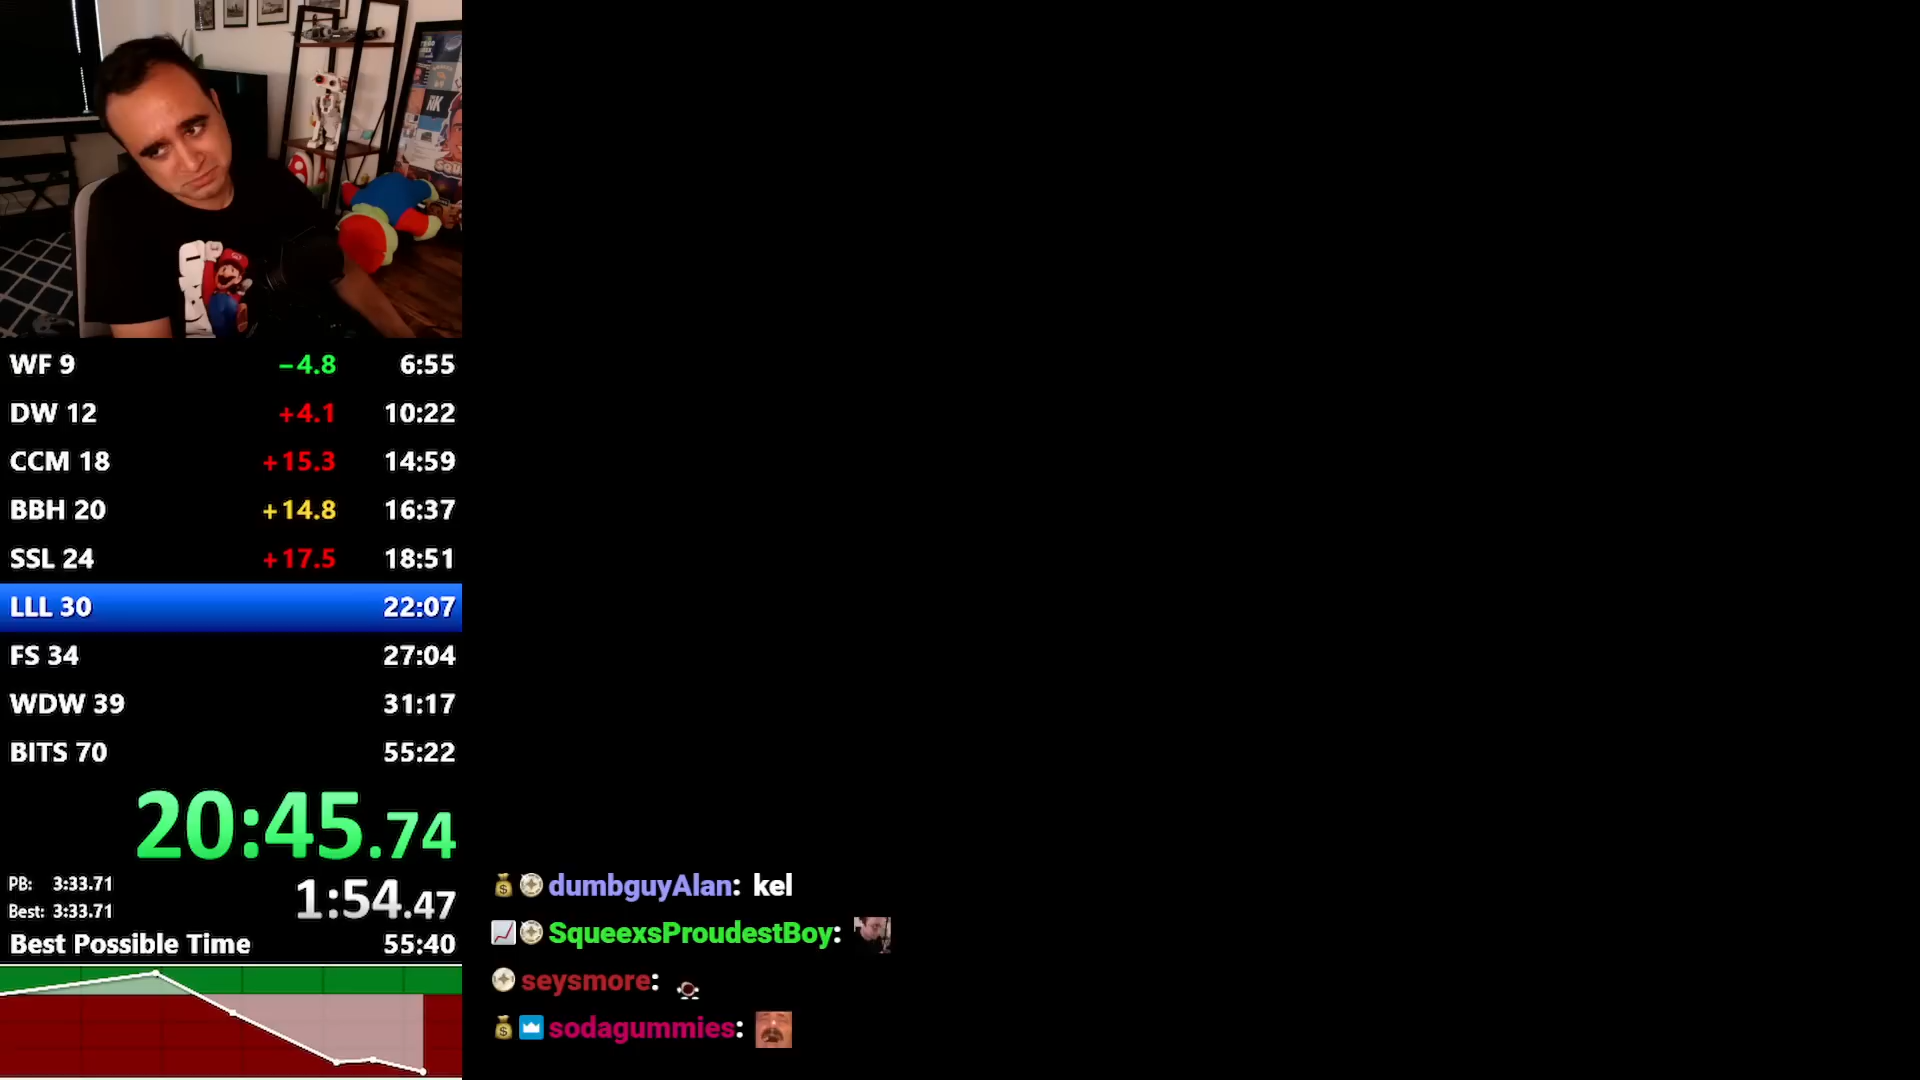 WF 9 −4.8 6:55
DW 12 +4.1 10:22
CCM 18 +15.3 14:59
BBH 20 +14.8 16:37
SSL 24 +17.5 18:51
LLL 30 22:07
FS 34 27:04
WDW 39 31:17
BITS 70 55:22
20:45.74
PB: 3:33.71
Best: 3:33.71
1:54.47
Best Possible Time 55:40
dumbguyAlan: kel
SqueexsProudestBoy:
seysmore:
sodagummies: